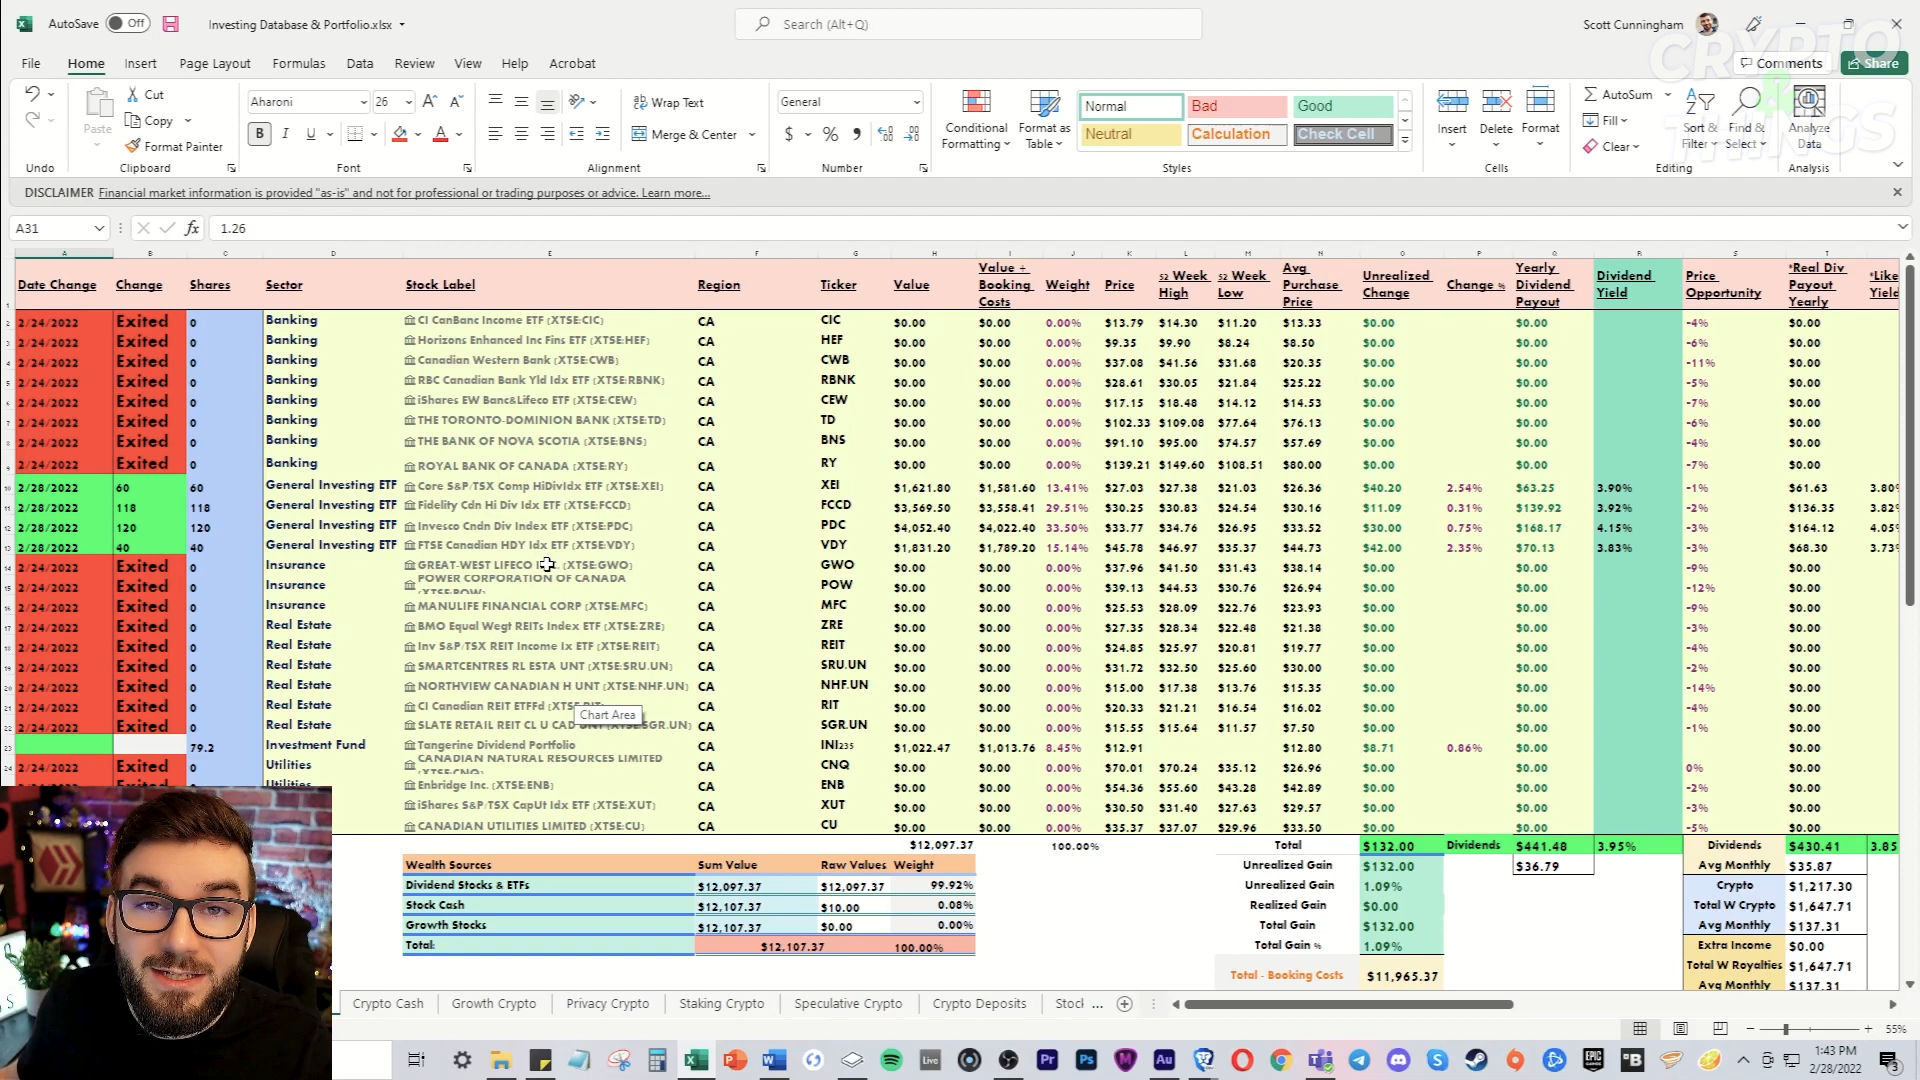 AutoSave Off Investing Database & Portfolio.xlsx Search (Alt+Q) Scott Cunningham
CRYPTO & THINGS
File Home Insert Page Layout Formulas Data Review View Help Acrobat Comments Share
Cut Aharoni 26 Wrap Text General Normal Bad Good AutoSum
Paste Copy Merge & Center Conditional Formatting Format as Table Neutral Calculation Check Cell Insert Delete Format Fill Sort & Filter Find & Select Analyze Data
Format Painter B I U $ % Clear
Undo Clipboard Font Alignment Number Styles Cells Editing Analysis
DISCLAIMER Financial market information is provided "as-is" and not for professional or trading purposes or advice. Learn more...
A31 fx 1.26
Date Change Change Shares Sector Stock Label Region Ticker Value Value + Booking Costs Weight Price 52 Week High 52 Week Low Avg Purchase Price Unrealized Change Change % Yearly Dividend Payout Dividend Yield Price Opportunity *Real Div Payout Yearly *Like Yield
2/24/2022 Exited 0 Banking CI CanBanc Income ETF (XTSE:CIC) CA CIC $0.00 $0.00 0.00% $13.79 $14.30 $11.20 $13.33 $0.00 $0.00 -4% $0.00
2/24/2022 Exited 0 Banking Horizons Enhanced Inc Fins ETF (XTSE:HEF) CA HEF $0.00 $0.00 0.00% $9.35 $9.90 $8.24 $8.50 $0.00 $0.00 -6% $0.00
2/24/2022 Exited 0 Banking Canadian Western Bank (XTSE:CWB) CA CWB $0.00 $0.00 0.00% $37.08 $41.56 $31.68 $20.35 $0.00 $0.00 -11% $0.00
2/24/2022 Exited 0 Banking RBC Canadian Bank Yld Idx ETF (XTSE:RBNK) CA RBNK $0.00 $0.00 0.00% $28.61 $30.05 $21.84 $25.22 $0.00 $0.00 -5% $0.00
2/24/2022 Exited 0 Banking iShares EW Banc&Lifeco ETF (XTSE:CEW) CA CEW $0.00 $0.00 0.00% $17.15 $18.48 $14.12 $14.53 $0.00 $0.00 -7% $0.00
2/24/2022 Exited 0 Banking THE TORONTO-DOMINION BANK (XTSE:TD) CA TD $0.00 $0.00 0.00% $102.33 $109.08 $77.64 $76.13 $0.00 $0.00 -6% $0.00
2/24/2022 Exited 0 Banking THE BANK OF NOVA SCOTIA (XTSE:BNS) CA BNS $0.00 $0.00 0.00% $91.10 $95.00 $74.57 $57.69 $0.00 $0.00 -4% $0.00
2/24/2022 Exited 0 Banking ROYAL BANK OF CANADA (XTSE:RY) CA RY $0.00 $0.00 0.00% $139.21 $149.60 $108.51 $80.00 $0.00 $0.00 -7% $0.00
2/28/2022 60 60 General Investing ETF Core S&P/TSX Comp HiDivIdx ETF (XTSE:XEI) CA XEI $1,621.80 $1,581.60 13.41% $27.03 $27.38 $21.03 $26.36 $40.20 2.54% $63.25 3.90% -1% $61.63 3.80%
2/28/2022 118 118 General Investing ETF Fidelity Cdn Hi Div Idx ETF (XTSE:FCCD) CA FCCD $3,569.50 $3,558.41 29.51% $30.25 $30.83 $24.54 $30.16 $11.09 0.31% $139.92 3.92% -2% $136.35 3.82%
2/28/2022 120 120 General Investing ETF Invesco Cndn Div Index ETF (XTSE:PDC) CA PDC $4,052.40 $4,022.40 33.50% $33.77 $34.76 $26.95 $33.52 $30.00 0.75% $168.17 4.15% -3% $164.12 4.05%
2/28/2022 40 40 General Investing ETF FTSE Canadian HDY Idx ETF (XTSE:VDY) CA VDY $1,831.20 $1,789.20 15.14% $45.78 $46.97 $35.37 $44.73 $42.00 2.35% $70.13 3.83% -3% $68.30 3.73%
2/24/2022 Exited 0 Insurance GREAT-WEST LIFECO (XTSE:GWO) CA GWO $0.00 $0.00 0.00% $37.96 $41.50 $31.43 $38.14 $0.00 $0.00 -9% $0.00
2/24/2022 Exited 0 Insurance POWER CORPORATION OF CANADA (XTSE:POW) CA POW $0.00 $0.00 0.00% $39.13 $44.53 $30.76 $26.94 $0.00 $0.00 -12% $0.00
2/24/2022 Exited 0 Insurance MANULIFE FINANCIAL CORP (XTSE:MFC) CA MFC $0.00 $0.00 0.00% $25.53 $28.09 $22.76 $23.93 $0.00 $0.00 -9% $0.00
2/24/2022 Exited 0 Real Estate BMO Equal Wegt REITs Index ETF (XTSE:ZRE) CA ZRE $0.00 $0.00 0.00% $27.35 $28.34 $22.48 $21.38 $0.00 $0.00 -3% $0.00
2/24/2022 Exited 0 Real Estate Inv S&P/TSX REIT Income Ix ETF (XTSE:REIT) CA REIT $0.00 $0.00 0.00% $24.85 $25.97 $20.81 $19.77 $0.00 $0.00 -4% $0.00
2/24/2022 Exited 0 Real Estate SMARTCENTRES RL ESTA UNT (XTSE:SRU.UN) CA SRU.UN $0.00 $0.00 0.00% $31.72 $32.50 $25.60 $30.00 $0.00 $0.00 -2% $0.00
2/24/2022 Exited 0 Real Estate NORTHVIEW CANADIAN H UNT (XTSE:NHF.UN) CA NHF.UN $0.00 $0.00 0.00% $15.00 $17.38 $13.76 $15.35 $0.00 $0.00 -14% $0.00
2/24/2022 Exited 0 Real Estate CI Canadian REIT ETFFd (XTSE:RIT) CA RIT $0.00 $0.00 0.00% $20.33 $21.21 $16.54 $16.02 $0.00 $0.00 -4% $0.00
Chart Area
2/24/2022 Exited 0 Real Estate SLATE RETAIL REIT CL U CAD UNT (XTSE:SGR.UN) CA SGR.UN $0.00 $0.00 0.00% $15.55 $15.64 $11.57 $7.50 $0.00 $0.00 -1% $0.00
79.2 Investment Fund Tangerine Dividend Portfolio CA INI235 $1,022.47 $1,013.76 8.45% $12.91 $12.80 $8.71 0.86% $0.00 $0.00
2/24/2022 Exited 0 Utilities CANADIAN NATURAL RESOURCES LIMITED (XTSE:CNQ) CA CNQ $0.00 $0.00 0.00% $70.01 $70.24 $35.12 $26.96 $0.00 $0.00 0% $0.00
Utilities Enbridge Inc. (XTSE:ENB) CA ENB $0.00 $0.00 0.00% $54.36 $55.60 $43.28 $42.89 $0.00 $0.00 -2% $0.00
iShares S&P/TSX CapUt Idx ETF (XTSE:XUT) CA XUT $0.00 $0.00 0.00% $30.50 $31.40 $27.63 $29.57 $0.00 $0.00 -3% $0.00
CANADIAN UTILITIES LIMITED (XTSE:CU) CA CU $0.00 $0.00 0.00% $35.37 $37.07 $29.96 $33.50 $0.00 $0.00 -5% $0.00
$12,097.37 100.00% Total $132.00 Dividends $441.48 3.95% Dividends $430.41 3.85
Wealth Sources Sum Value Raw Values Weight Unrealized Gain $132.00 $36.79 Avg Monthly $35.87
Dividend Stocks & ETFs $12,097.37 $12,097.37 99.92% Unrealized Gain 1.09% Crypto $1,217.30
Stock Cash $12,107.37 $10.00 0.08% Realized Gain $0.00 Total W Crypto $1,647.71
Growth Stocks $12,107.37 $0.00 0.00% Total Gain $132.00 Avg Monthly $137.31
Total: $12,107.37 100.00% Total Gain % 1.09% Extra Income $0.00
Total - Booking Costs $11,965.37 Total W Royalties $1,647.71
Avg Monthly $137.31
Crypto Cash Growth Crypto Privacy Crypto Staking Crypto Speculative Crypto Crypto Deposits Stock ...
55%
1:43 PM
2/28/2022